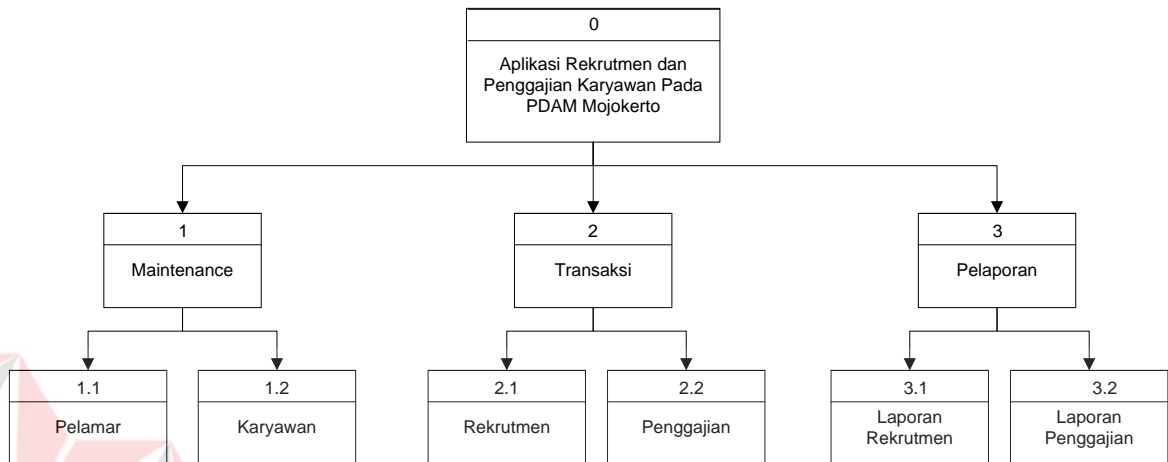 0
Aplikasi Rekrutmen dan
Penggajian Karyawan Pada
PDAM Mojokerto
1
Maintenance
2
Transaksi
3
Pelaporan
1.1
Pelamar
1.2
Karyawan
2.1
Rekrutmen
2.2
Penggajian
3.1
Laporan
Rekrutmen
3.2
Laporan
Penggajian